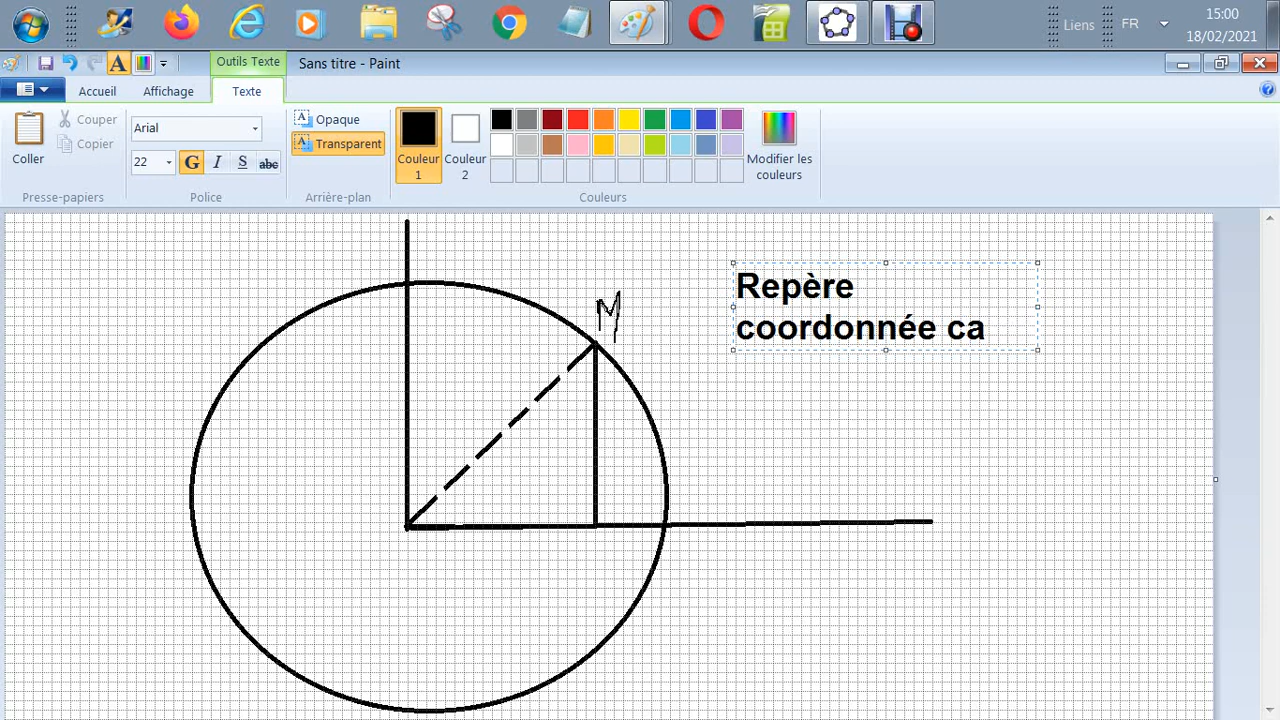 Liens
FR
15:00
18/02/2021
Outils Texte
Sans titre - Paint
Accueil
Affichage
Texte
Coller
Couper
Copier
Presse-papiers
Arial
22
G I S abc
Police
Opaque
Transparent
Arrière-plan
Couleur 1
Couleur 2
Modifier les couleurs
Couleurs
M
Repère
coordonnée ca